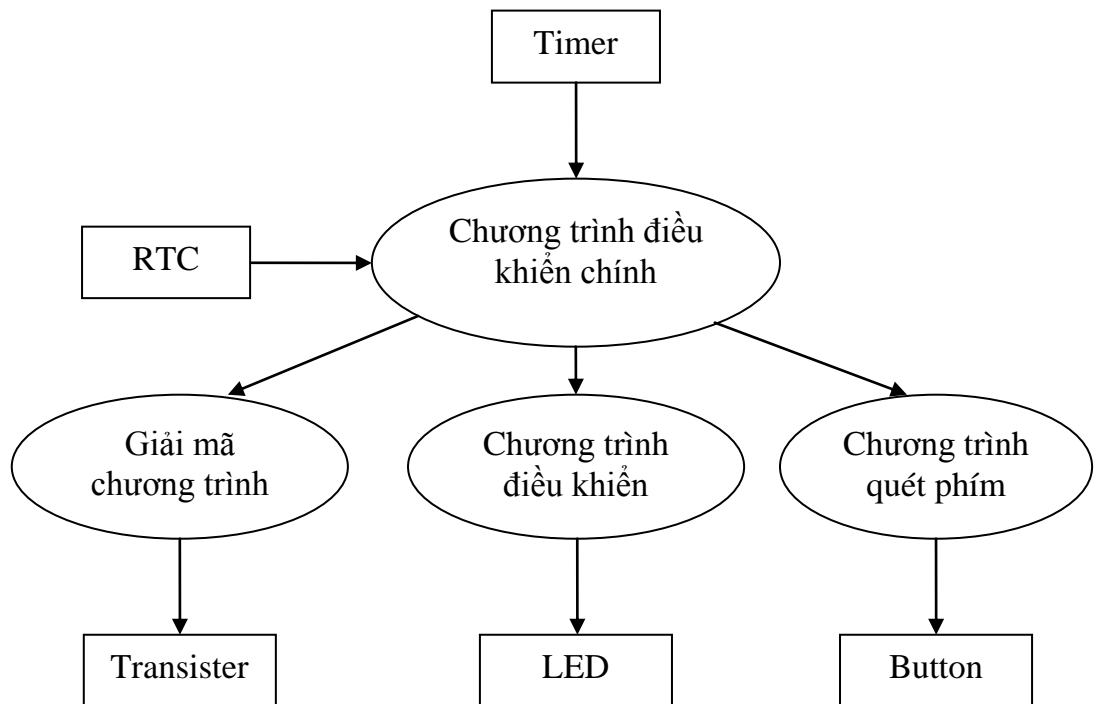 Timer
RTC
Chương trình điều
khiển chính
Giải mã
chương trình
Chương trình
điều khiển
Chương trình
quét phím
Transister
LED
Button